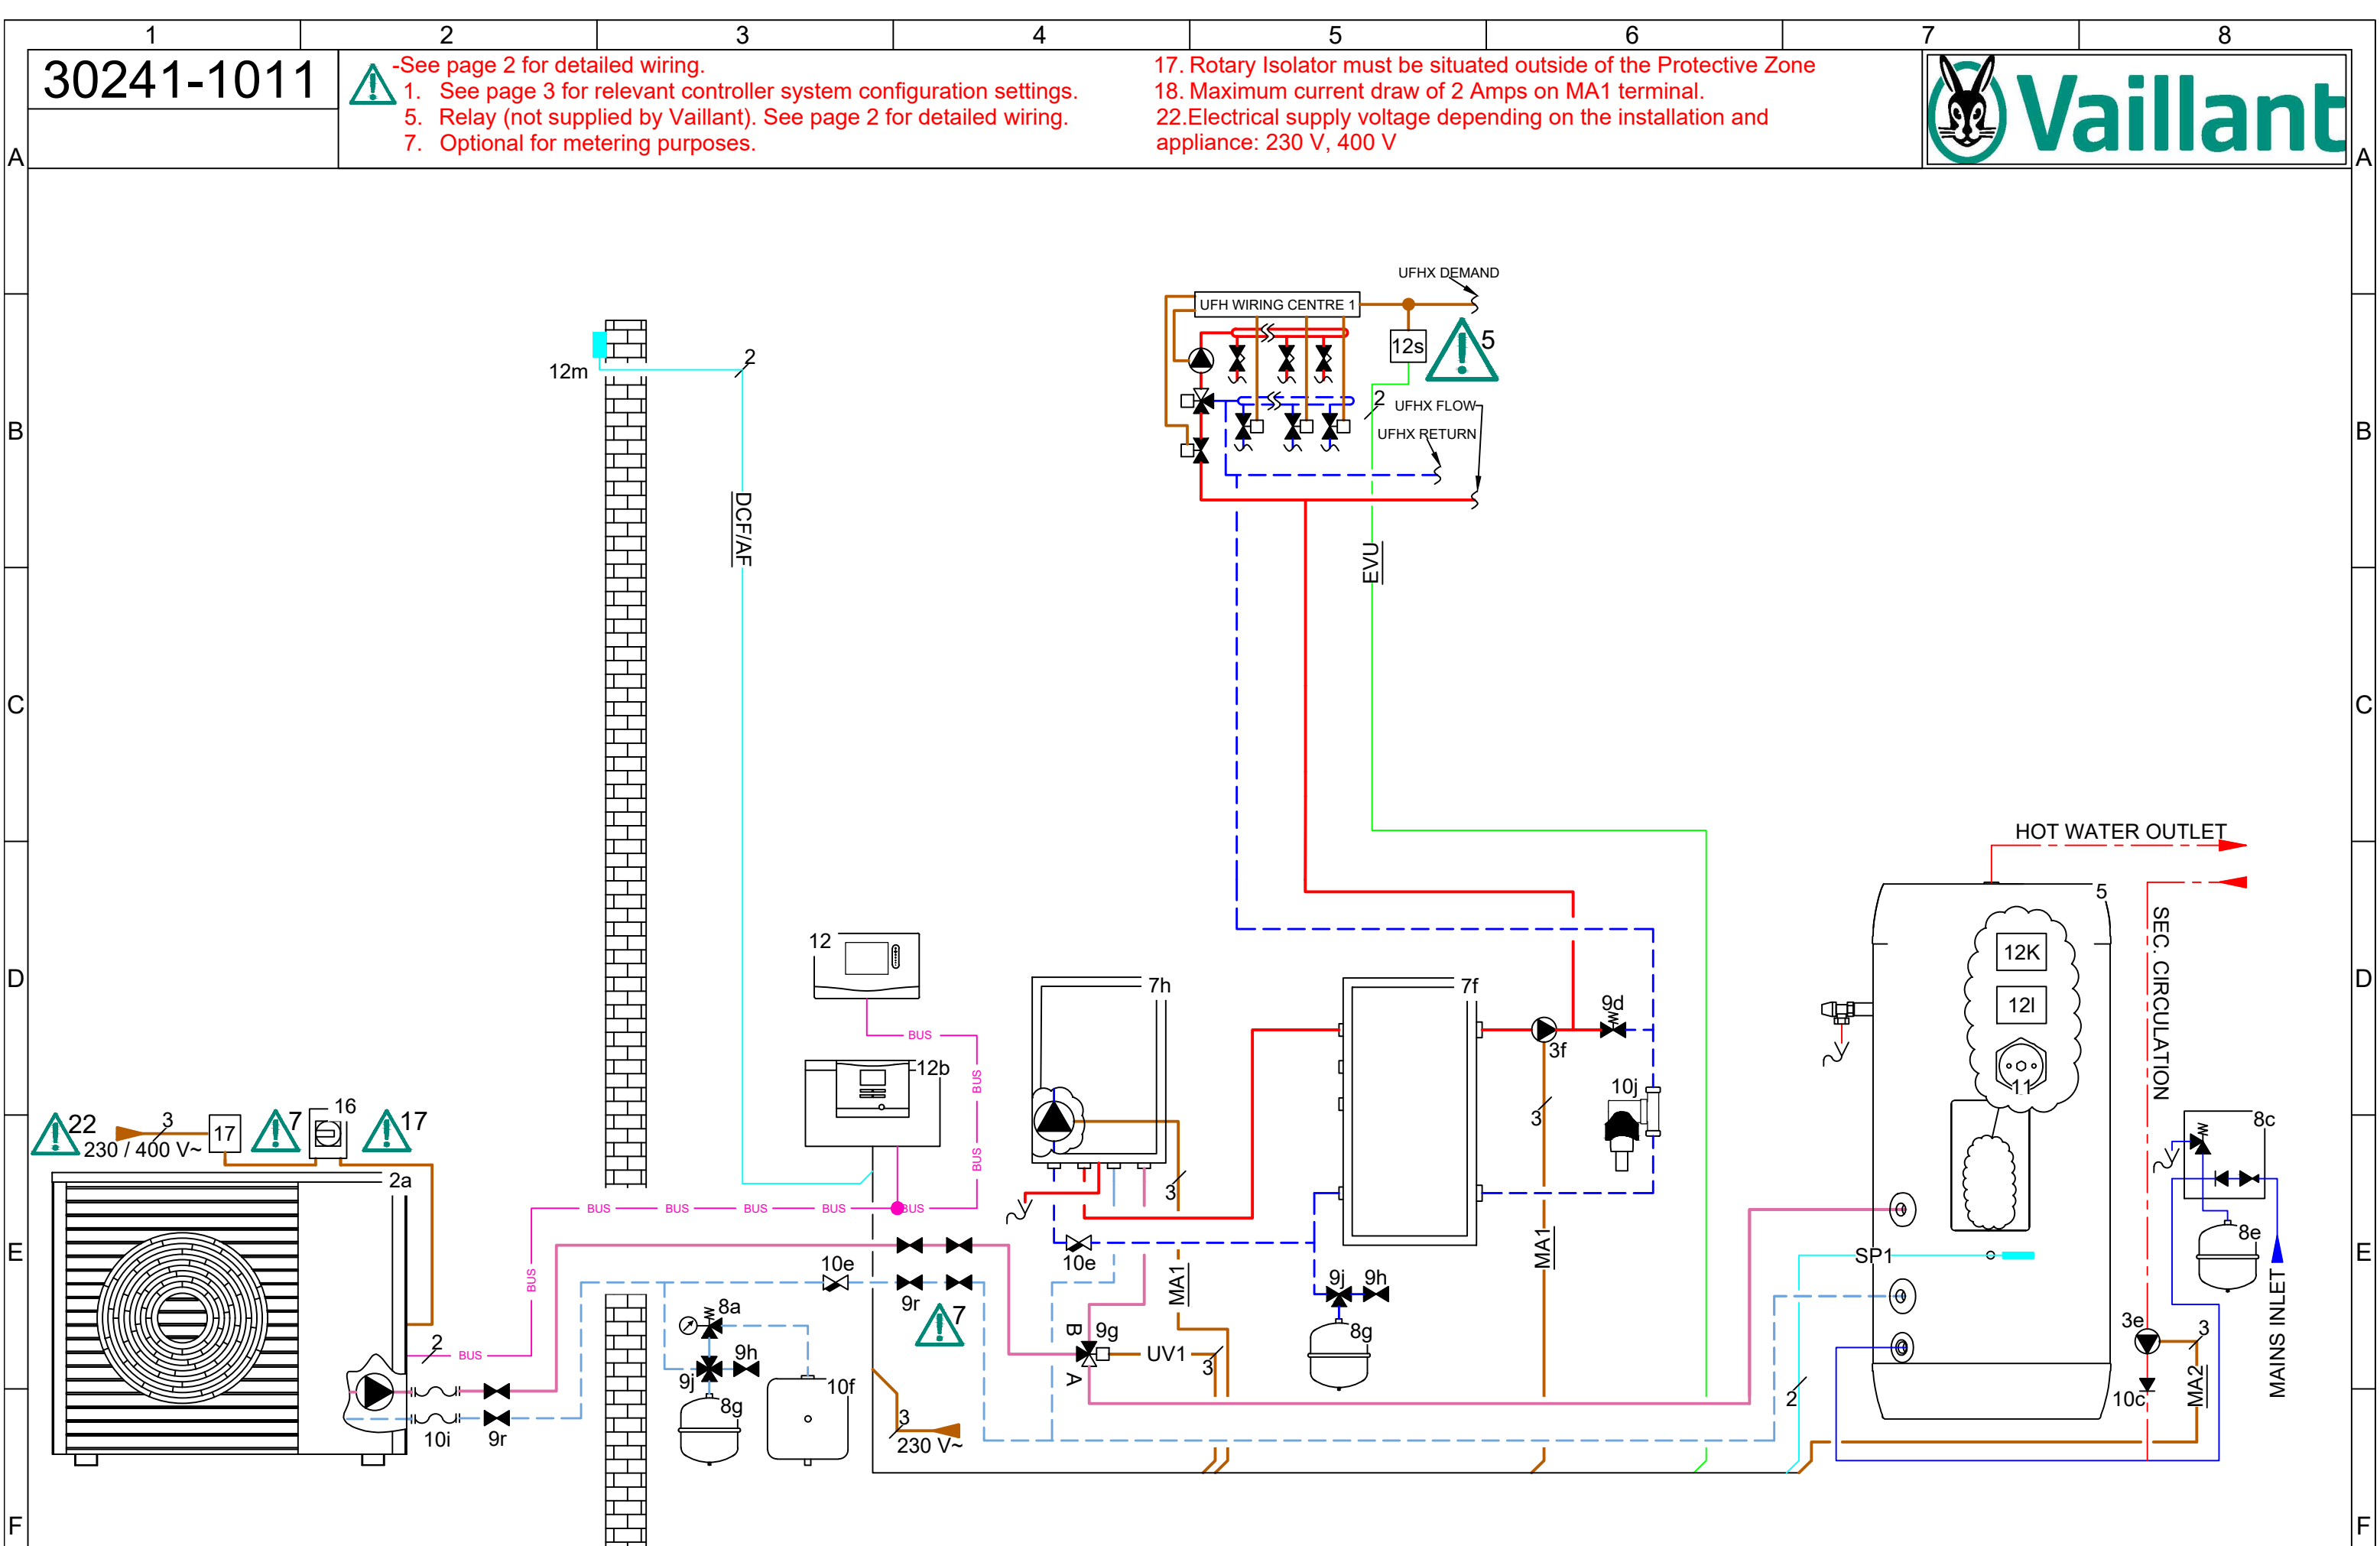 1 2 3 4 5 6 7 8
30241-1011
-See page 2 for detailed wiring.
1. See page 3 for relevant controller system configuration settings.
5. Relay (not supplied by Vaillant). See page 2 for detailed wiring.
7. Optional for metering purposes.
17. Rotary Isolator must be situated outside of the Protective Zone
18. Maximum current draw of 2 Amps on MA1 terminal.
22.Electrical supply voltage depending on the installation and
appliance: 230 V, 400 V
Vaillant
A A
UFHX DEMAND
UFH WIRING CENTRE 1
12s
5
2
12m
2
UFHX FLOW
UFHX RETURN
B B
DCF/AF
EVU
C C
HOT WATER OUTLET
5
SEC. CIRCULATION
12
12K
D D
7h
7f
9d
12l
BUS
3f
12b
BUS
10j
11
22
3
230 / 400 V~
17
7
16
17
3
8c
BUS
2a
3
BUS BUS BUS BUS BUS
8e
E E
10e
10e
MA1
MA1
SP1
BUS
9r
7
9j 9h
MAINS INLET
8a
B
9g
UV1
3
8g
3e
3
2
BUS
9h
9j
A
10f
2
10c
MA2
8g
3
230 V~
10i
9r
F F